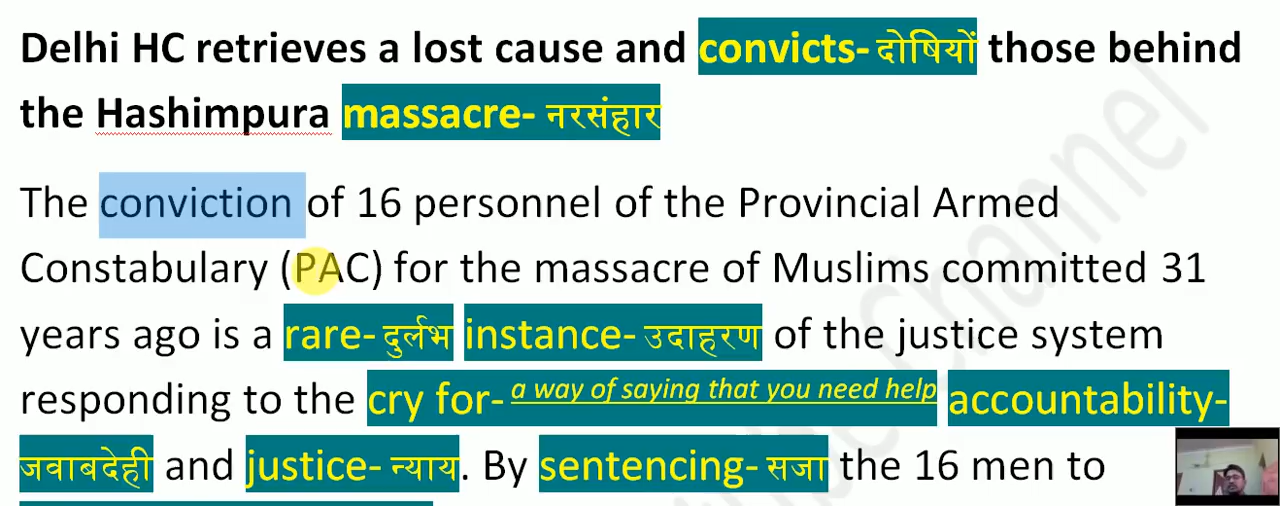 Delhi HC retrieves a lost cause and convicts- दोषियों those behind
the Hashimpura massacre- नरसंहार
The conviction of 16 personnel of the Provincial Armed
Constabulary (PAC) for the massacre of Muslims committed 31
years ago is a rare- दुर्लभ instance- उदाहरण of the justice system
responding to the cry for- a way of saying that you need help accountability-
जवाबदेही and justice- न्याय. By sentencing- सजा the 16 men to